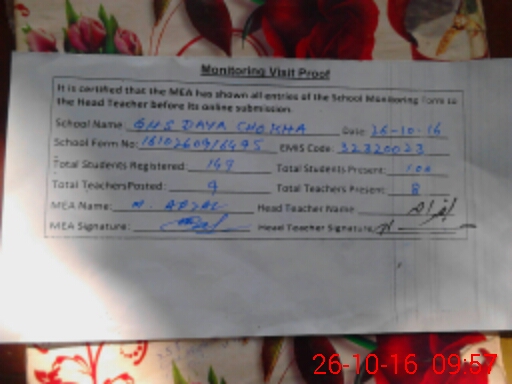 Monitoring Visit Proof
It is certified that the MEA has shown all entries of the School Monitoring Form to
the Head Teacher before its online submission.
School Name: GHS DAYA CHOKHA Date: 26-10-16
School Form No: EMIS Code: 32320023
Total Students Registered: 149 Total Students Present: 100
Total Teachers Posted: 9 Total Teachers Present: 8
MEA Name: M. AFZAL Head Teacher Name
MEA Signature: Head Teacher Signature
26-10-16 09:57